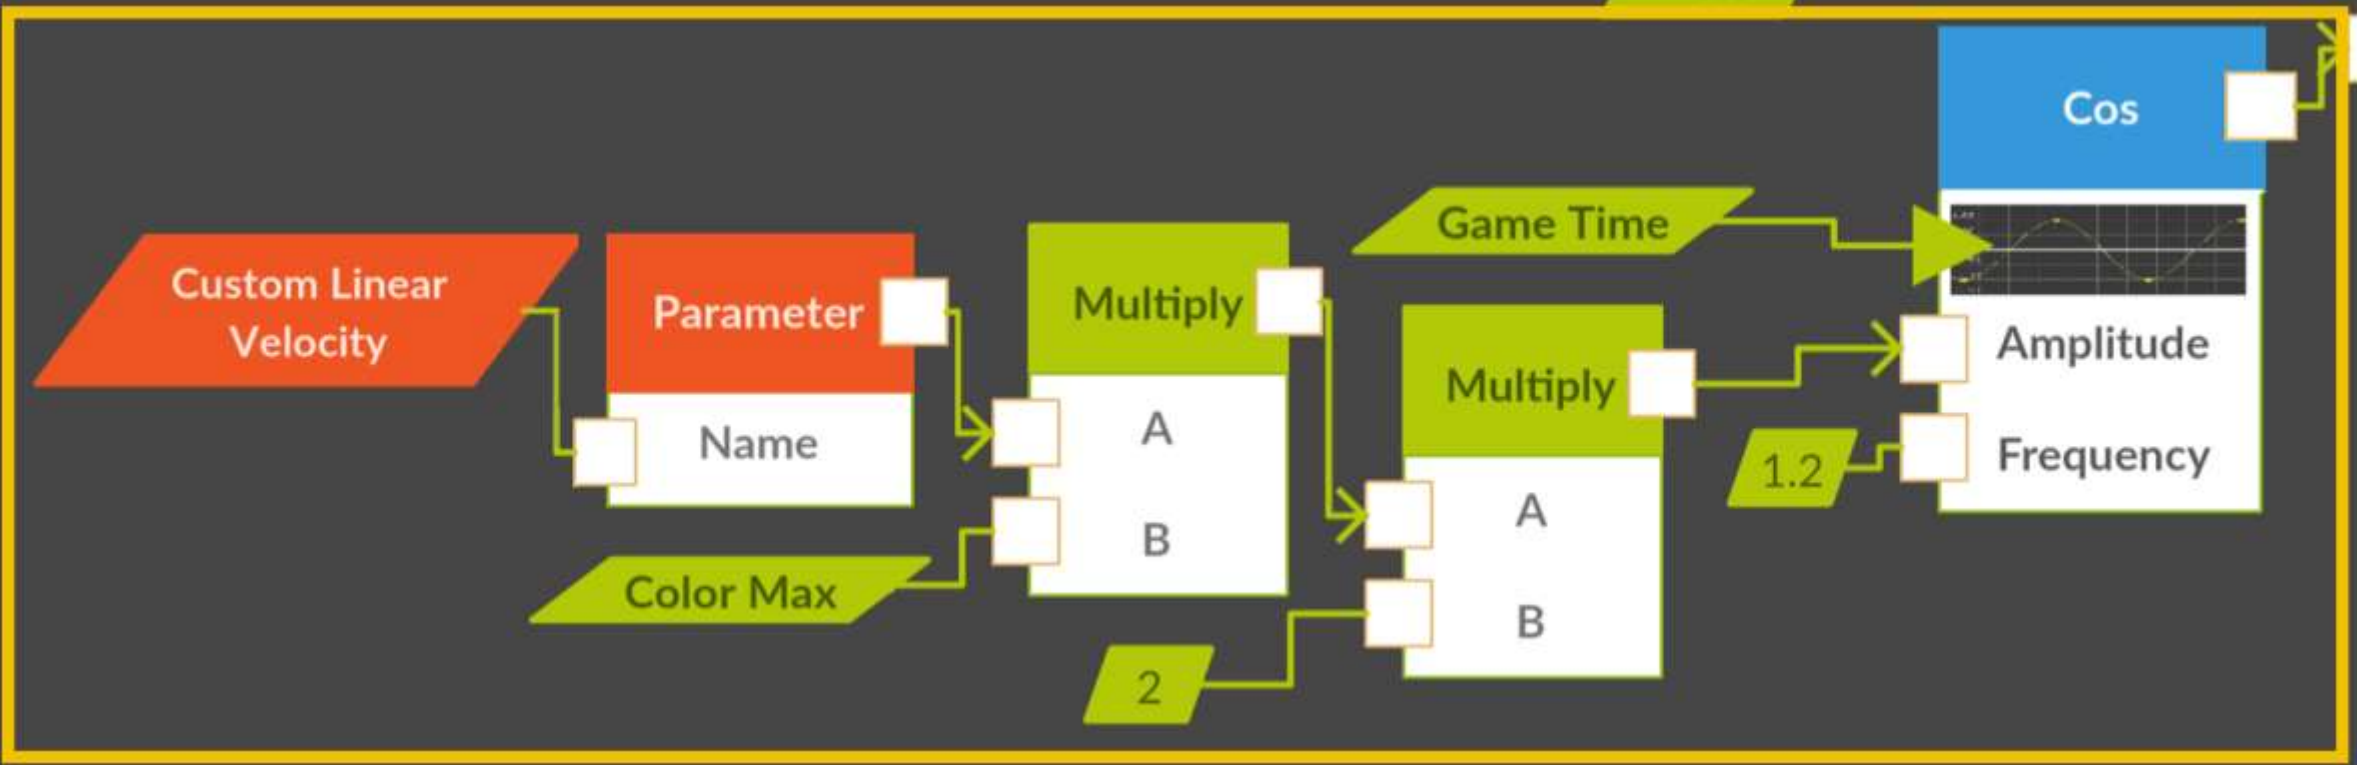 Custom Linear
Velocity
Parameter
Name
Color Max
Multiply
A
B
2
Game Time
Multiply
A
B
1.2
Cos
Amplitude
Frequency